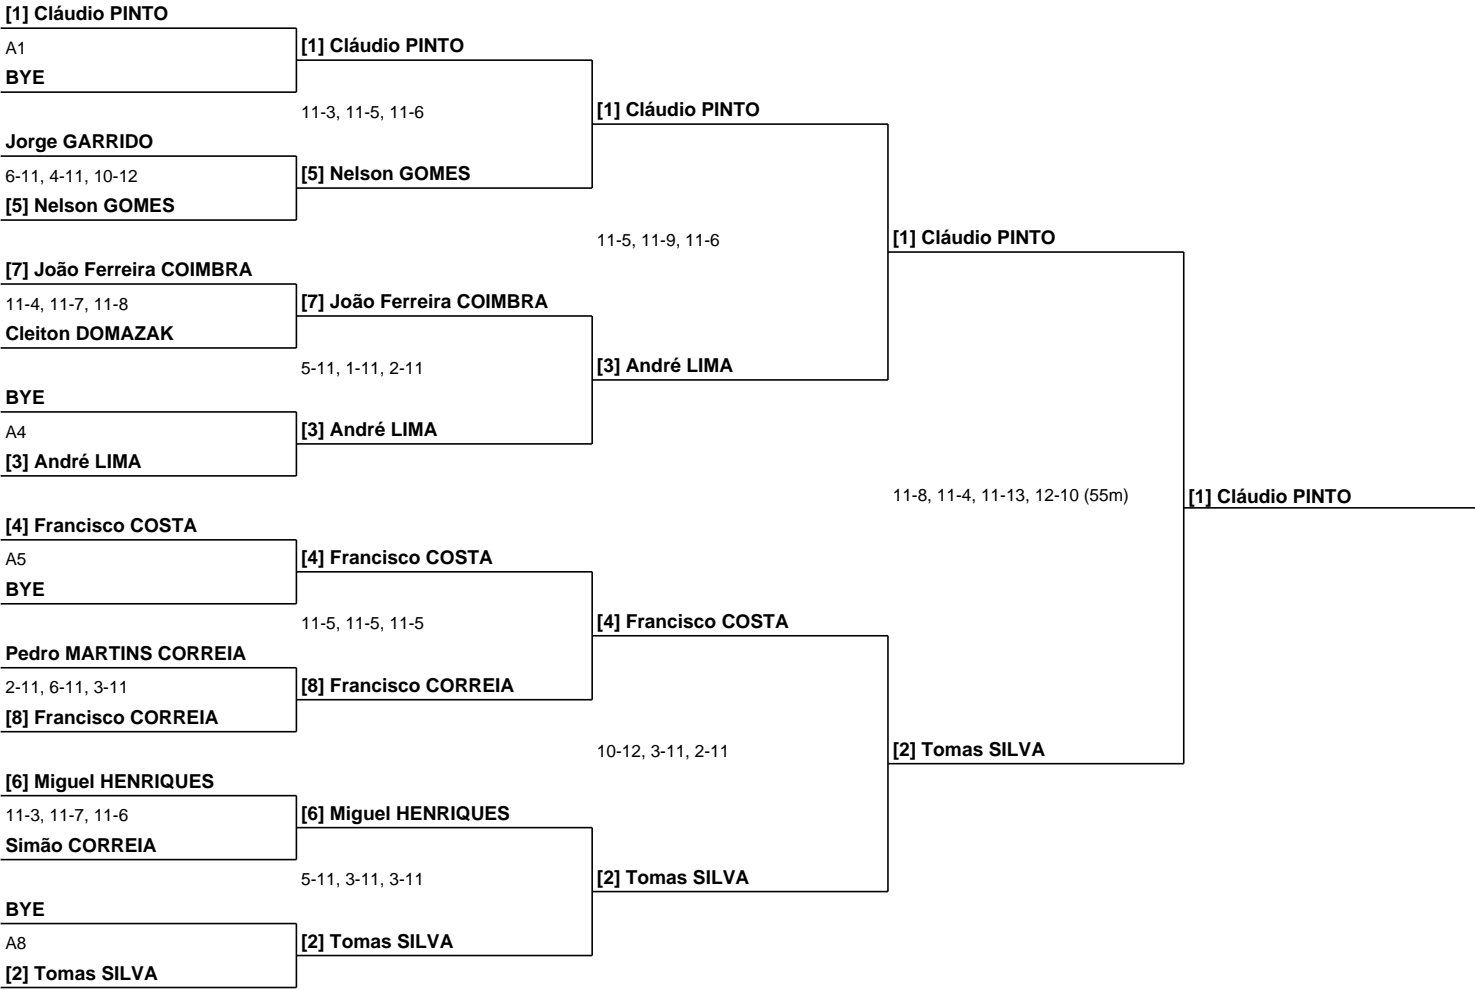 [1] Cláudio PINTO
A1
BYE
Jorge GARRIDO
6-11, 4-11, 10-12
[5] Nelson GOMES
[7] João Ferreira COIMBRA
11-4, 11-7, 11-8
Cleiton DOMAZAK
BYE
A4
[3] André LIMA
[4] Francisco COSTA
A5
BYE
Pedro MARTINS CORREIA
2-11, 6-11, 3-11
[8] Francisco CORREIA
[6] Miguel HENRIQUES
11-3, 11-7, 11-6
Simão CORREIA
BYE
A8
[2] Tomas SILVA
[1] Cláudio PINTO
11-3, 11-5, 11-6
[5] Nelson GOMES
[7] João Ferreira COIMBRA
5-11, 1-11, 2-11
[3] André LIMA
[4] Francisco COSTA
11-5, 11-5, 11-5
[8] Francisco CORREIA
[6] Miguel HENRIQUES
5-11, 3-11, 3-11
[2] Tomas SILVA
[1] Cláudio PINTO
11-5, 11-9, 11-6
[3] André LIMA
[4] Francisco COSTA
10-12, 3-11, 2-11
[2] Tomas SILVA
[1] Cláudio PINTO
11-8, 11-4, 11-13, 12-10 (55m)
[2] Tomas SILVA
[1] Cláudio PINTO